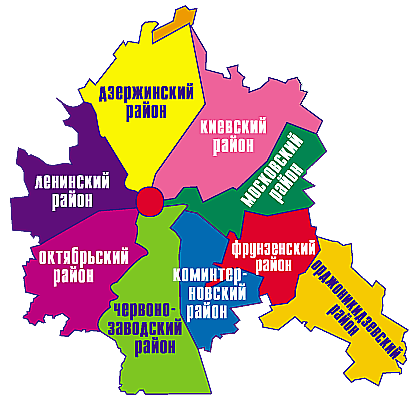 дзержинский
район
киевский
район
московский
район
ленинский
район
октябрьский
район
фрунзенский
район
коминтер-
новский
район
орджоникидзевский
район
червоно-
заводский
район